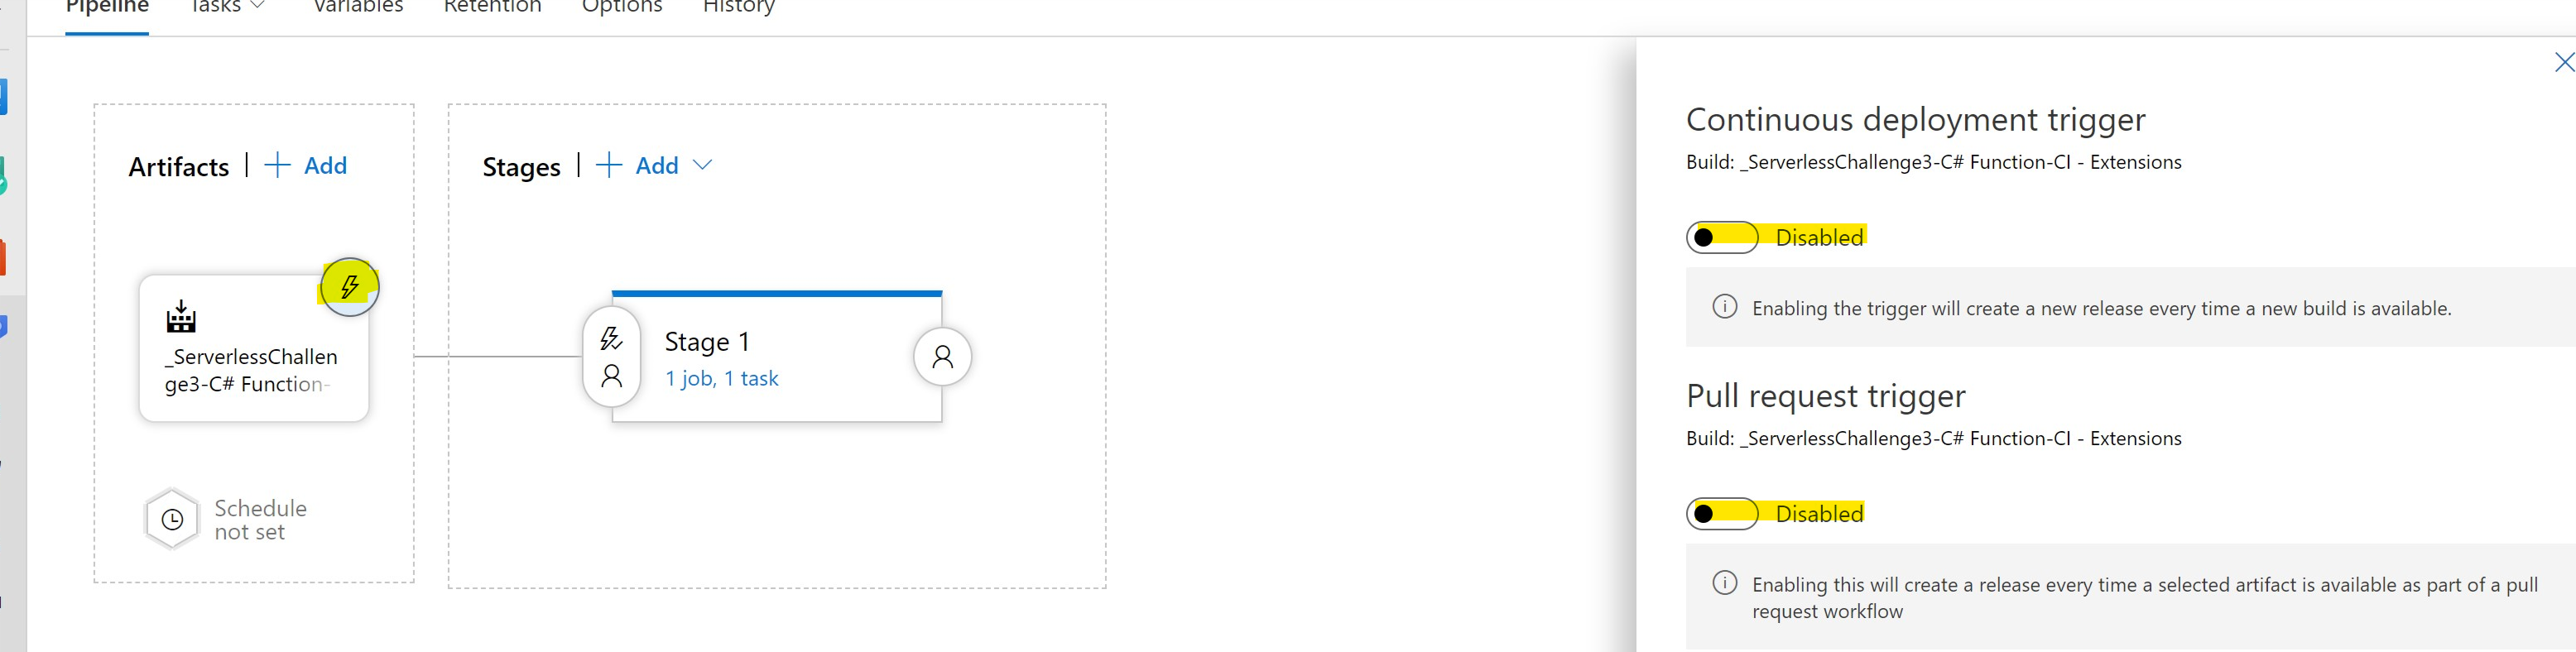 Pipeline Tasks Variables Retention Options History
Artifacts | + Add
Stages | + Add
_ServerlessChallen
ge3-C# Function-
Stage 1
1 job, 1 task
Schedule
not set
Continuous deployment trigger
Build: _ServerlessChallenge3-C# Function-CI - Extensions
Disabled
Enabling the trigger will create a new release every time a new build is available.
Pull request trigger
Build: _ServerlessChallenge3-C# Function-CI - Extensions
Disabled
Enabling this will create a release every time a selected artifact is available as part of a pull
request workflow